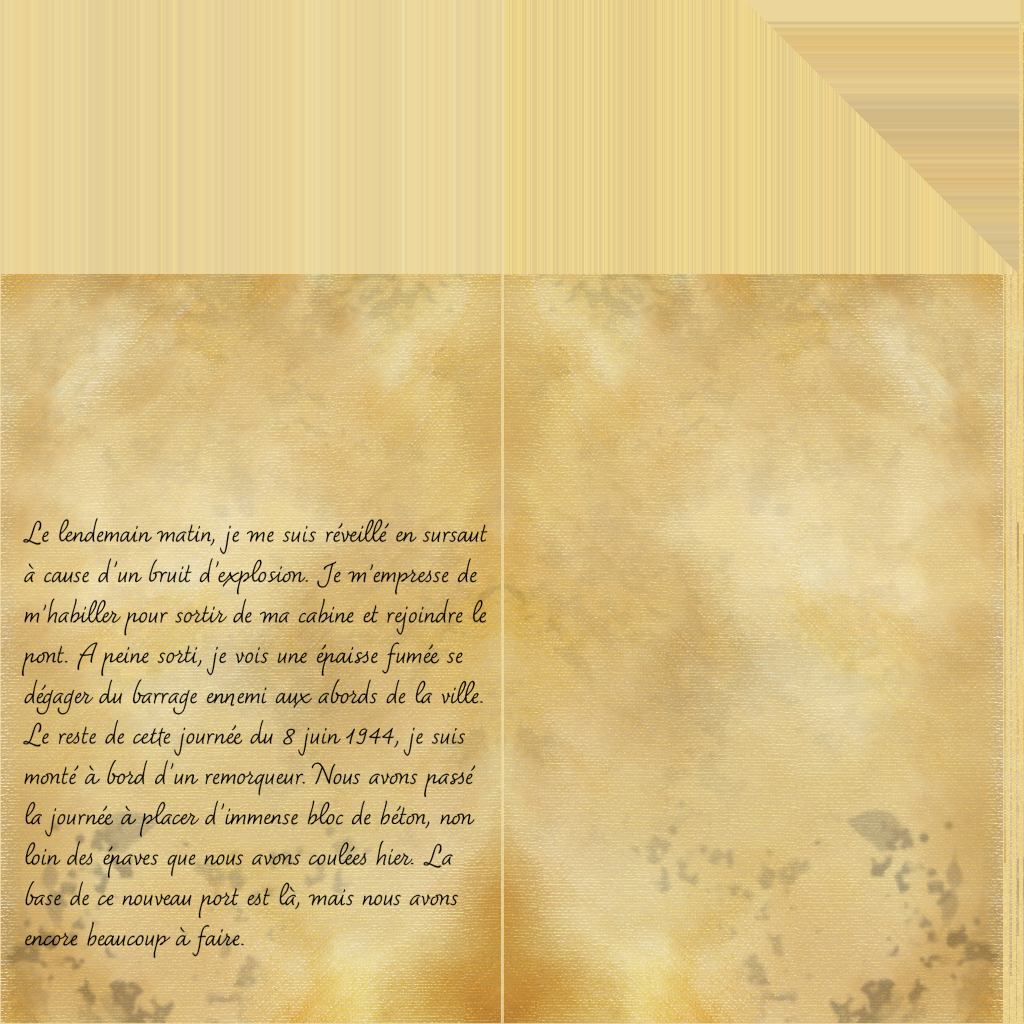 Le lendemain matin, je me suis réveillé en sursaut
à cause d'un bruit d'explosion. Je m'empresse de
m'habiller pour sortir de ma cabine et rejoindre le
pont. A peine sorti, je vois une épaisse fumée se
dégager du barrage ennemi aux abords de la ville.
Le reste de cette journée du 8 juin 1944, je suis
monté à bord d'un remorqueur. Nous avons passé
la journée à placer d'immense bloc de béton, non
loin des épaves que nous avons coulées hier. La
base de ce nouveau port est là, mais nous avons
encore beaucoup à faire.